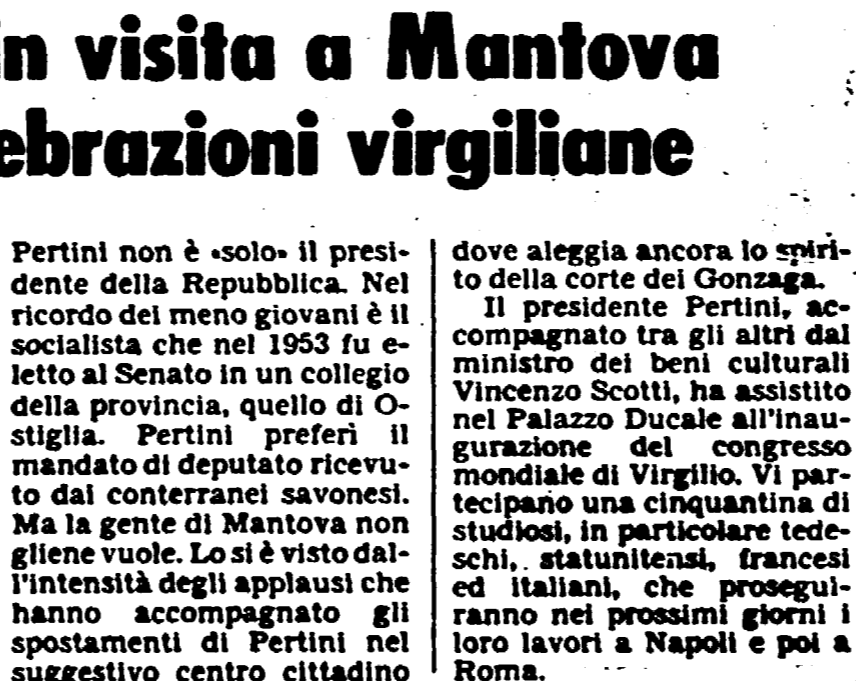 in visita a Mantova
ebrazioni virgiliane
Pertini non è «solo» il presi-
dente della Repubblica. Nel
ricordo dei meno giovani è il
socialista che nel 1953 fu e-
letto al Senato in un collegio
della provincia, quello di O-
stiglia. Pertini preferì il
mandato di deputato ricevu-
to dai conterranei savonesi.
Ma la gente di Mantova non
gliene vuole. Lo si è visto dal-
l'intensità degli applausi che
hanno accompagnato gli
spostamenti di Pertini nel
suggestivo centro cittadino
dove aleggia ancora lo spiri-
to della corte dei Gonzaga.
Il presidente Pertini, ac-
compagnato tra gli altri dal
ministro dei beni culturali
Vincenzo Scotti, ha assistito
nel Palazzo Ducale all'inau-
gurazione del congresso
mondiale di Virgilio. Vi par-
tecipano una cinquantina di
studiosi, in particolare tede-
schi, statunitensi, francesi
ed italiani, che prosegui-
ranno nei prossimi giorni i
loro lavori a Napoli e poi a
Roma.